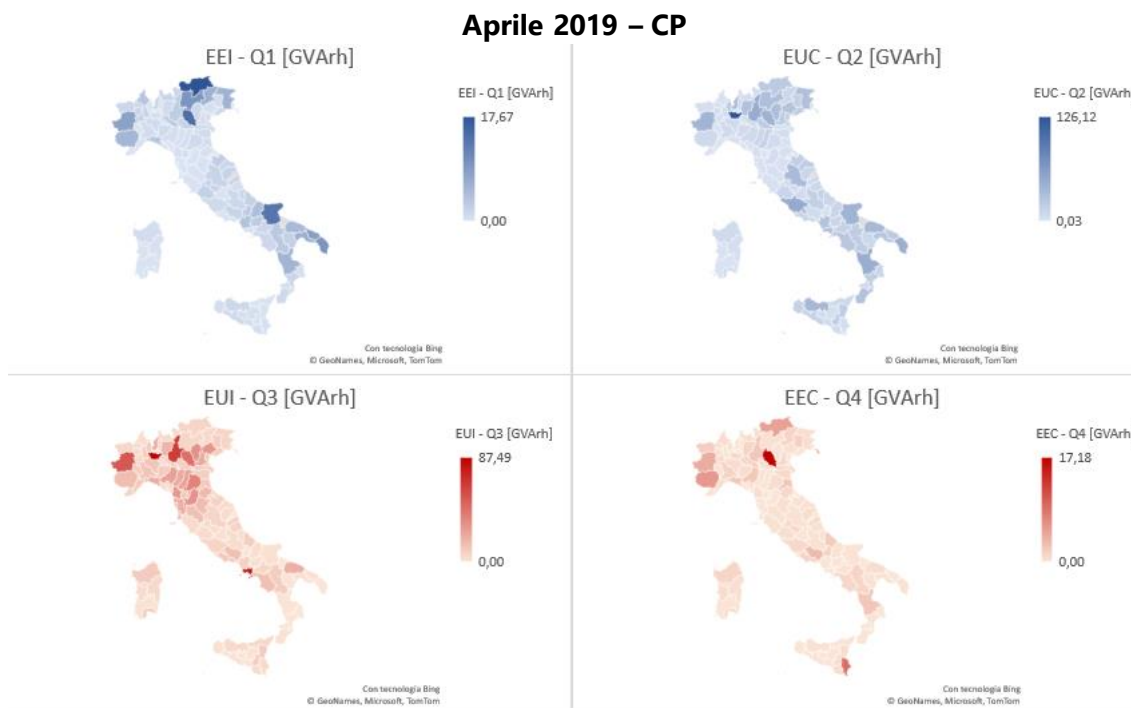 Aprile 2019 – CP
EEI - Q1 [GVArh]
EEI - Q1 [GVArh]
17,67
0,00
Con tecnologia Bing
© GeoNames, Microsoft, TomTom
EUC - Q2 [GVArh]
EUC - Q2 [GVArh
126,12
0,03
Con tecnologia Bing
© GeoNames, Microsoft, TomTom
EUI - Q3 [GVArh]
EUI - Q3 [GVArh]
87,49
0,00
Con tecnologia Bing
© GeoNames, Microsoft, TomTom
EEC - Q4 [GVArh]
EEC - Q4 [GVArh
17,18
0,00
Con tecnologia Bing
© GeoNames, Microsoft, TomTom